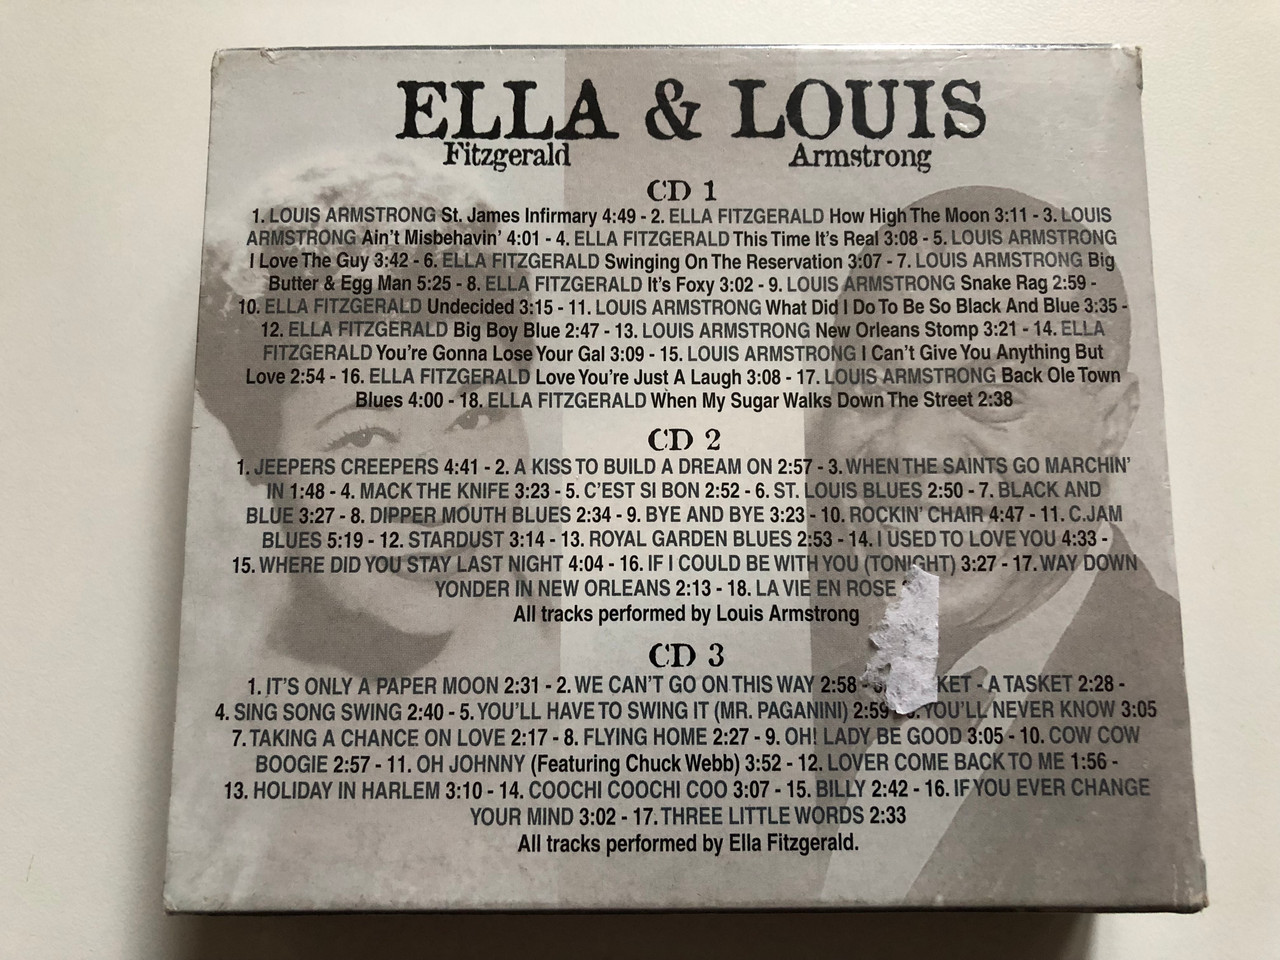 ELLA & LOUIS
Fitzgerald Armstrong
CD 1
1. LOUIS ARMSTRONG St. James Infirmary 4:49 - 2. ELLA FITZGERALD How High The Moon 3:11 - 3. LOUIS
ARMSTRONG Ain't Misbehavin' 4:01 - 4. ELLA FITZGERALD This Time It's Real 3:08 - 5. LOUIS ARMSTRONG
I Love The Guy 3:42 - 6. ELLA FITZGERALD Swinging On The Reservation 3:07 - 7. LOUIS ARMSTRONG Big
Butter & Egg Man 5:25 - 8. ELLA FITZGERALD It's Foxy 3:02 - 9. LOUIS ARMSTRONG Snake Rag 2:59 -
10. ELLA FITZGERALD Undecided 3:15 - 11. LOUIS ARMSTRONG What Did I Do To Be So Black And Blue 3:35 -
12. ELLA FITZGERALD Big Boy Blue 2:47 - 13. LOUIS ARMSTRONG New Orleans Stomp 3:21 - 14. ELLA
FITZGERALD You're Gonna Lose Your Gal 3:09 - 15. LOUIS ARMSTRONG I Can't Give You Anything But
Love 2:54 - 16. ELLA FITZGERALD Love You're Just A Laugh 3:08 - 17. LOUIS ARMSTRONG Back Ole Town
Blues 4:00 - 18. ELLA FITZGERALD When My Sugar Walks Down The Street 2:38
CD 2
1. JEEPERS CREEPERS 4:41 - 2. A KISS TO BUILD A DREAM ON 2:57 - 3. WHEN THE SAINTS GO MARCHIN'
IN 1:48 - 4. MACK THE KNIFE 3:23 - 5. C'EST SI BON 2:52 - 6. ST. LOUIS BLUES 2:50 - 7. BLACK AND
BLUE 3:27 - 8. DIPPER MOUTH BLUES 2:34 - 9. BYE AND BYE 3:23 - 10. ROCKIN' CHAIR 4:47 - 11. C.JAM
BLUES 5:19 - 12. STARDUST 3:14 - 13. ROYAL GARDEN BLUES 2:53 - 14. I USED TO LOVE YOU 4:33 -
15. WHERE DID YOU STAY LAST NIGHT 4:04 - 16. IF I COULD BE WITH YOU (TONIGHT) 3:27 - 17. WAY DOWN
YONDER IN NEW ORLEANS 2:13 - 18. LA VIE EN ROSE
All tracks performed by Louis Armstrong
CD 3
1. IT'S ONLY A PAPER MOON 2:31 - 2. WE CAN'T GO ON THIS WAY 2:58 - KET - A TASKET 2:28 -
4. SING SONG SWING 2:40 - 5. YOU'LL HAVE TO SWING IT (MR. PAGANINI) 2:59 YOU'LL NEVER KNOW 3:05
7. TAKING A CHANCE ON LOVE 2:17 - 8. FLYING HOME 2:27 - 9. OH! LADY BE GOOD 3:05 - 10. COW COW
BOOGIE 2:57 - 11. OH JOHNNY (Featuring Chuck Webb) 3:52 - 12. LOVER COME BACK TO ME 1:56 -
13. HOLIDAY IN HARLEM 3:10 - 14. COOCHI COOCHI COO 3:07 - 15. BILLY 2:42 - 16. IF YOU EVER CHANGE
YOUR MIND 3:02 - 17. THREE LITTLE WORDS 2:33
All tracks performed by Ella Fitzgerald.